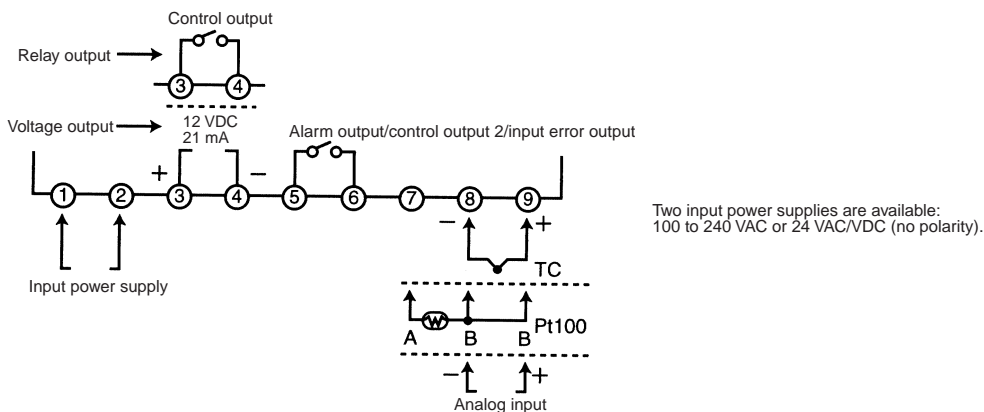 Control output
Relay output
3 4
Voltage output
12 VDC
21 mA
Alarm output/control output 2/input error output
+ −
1 2 3 4 5 6 7 8 9
− +
Two input power supplies are available:
100 to 240 VAC or 24 VAC/VDC (no polarity).
TC
Input power supply
Pt100
A B B
− +
Analog input